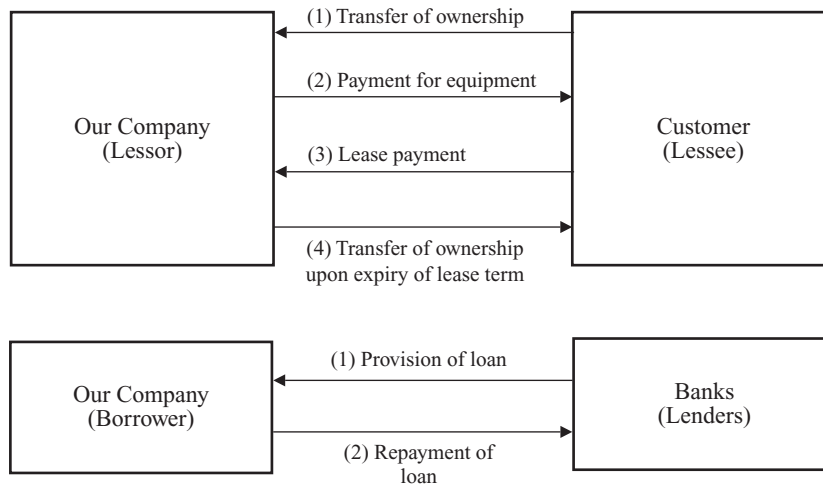 (1) Transfer of ownership
(2) Payment for equipment
Our Company
(Lessor)
Customer
(Lessee)
(3) Lease payment
(4) Transfer of ownership
upon expiry of lease term
(1) Provision of loan
Our Company
(Borrower)
Banks
(Lenders)
(2) Repayment of
loan